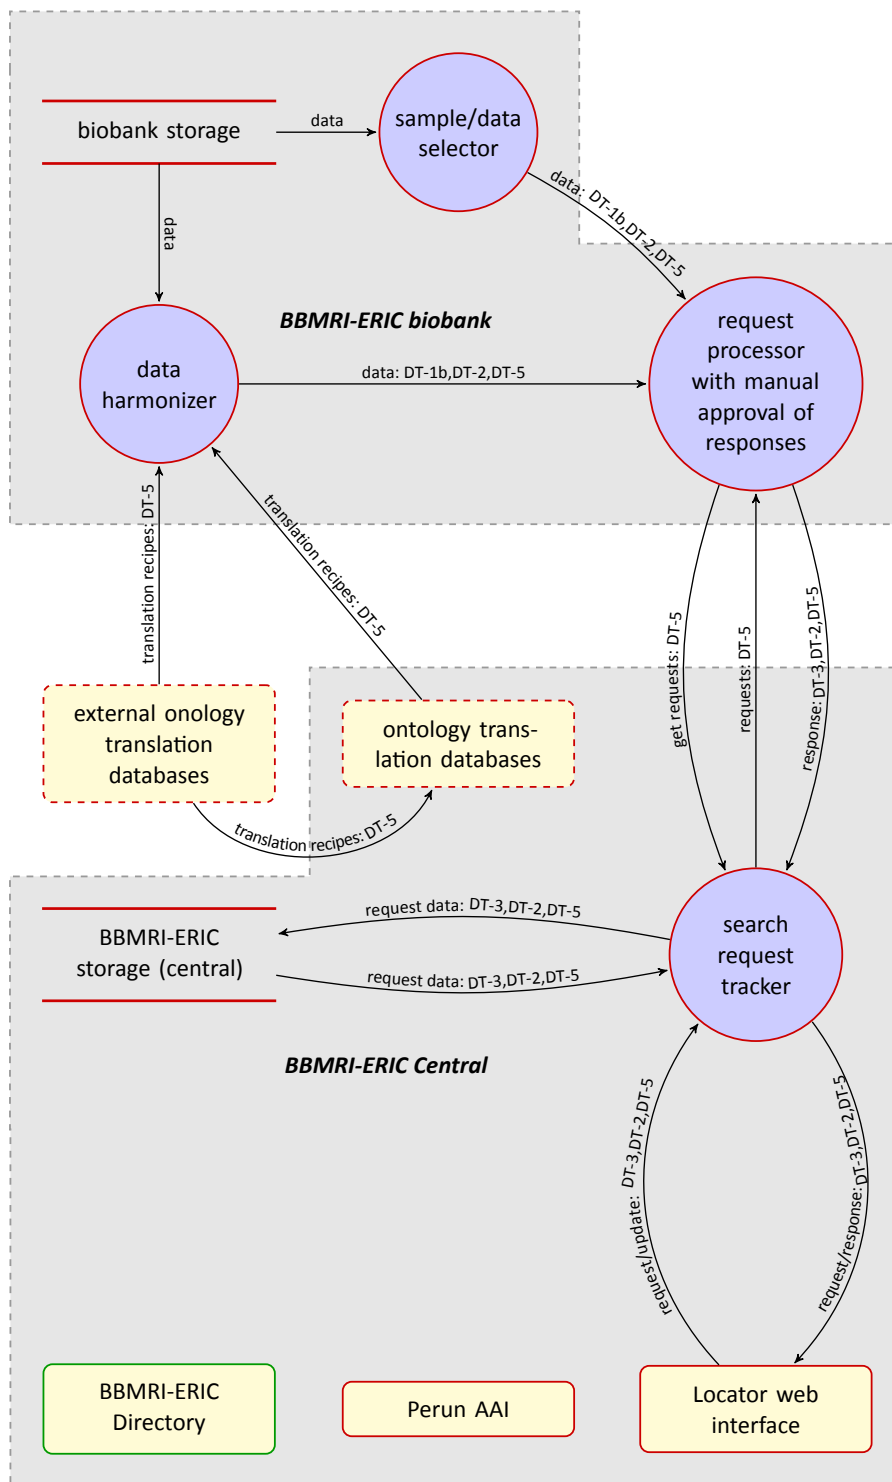 biobank storage
data
sample/data
selector
data: DT-1b,DT-2,DT-5
data
BBMRI-ERIC biobank
request
processor
with manual
approval of
responses
data
harmonizer
data: DT-1b,DT-2,DT-5
translation recipes: DT-5
translation recipes: DT-5
get requests: DT-5
requests: DT-5
response: DT-3,DT-2,DT-5
external onology
translation
databases
ontology trans-
lation databases
translation recipes: DT-5
BBMRI-ERIC
storage (central)
request data: DT-3,DT-2,DT-5
request data: DT-3,DT-2,DT-5
search
request
tracker
BBMRI-ERIC Central
request/update: DT-3,DT-2,DT-5
request/response: DT-3,DT-2,DT-5
BBMRI-ERIC
Directory
Perun AAI
Locator web
interface